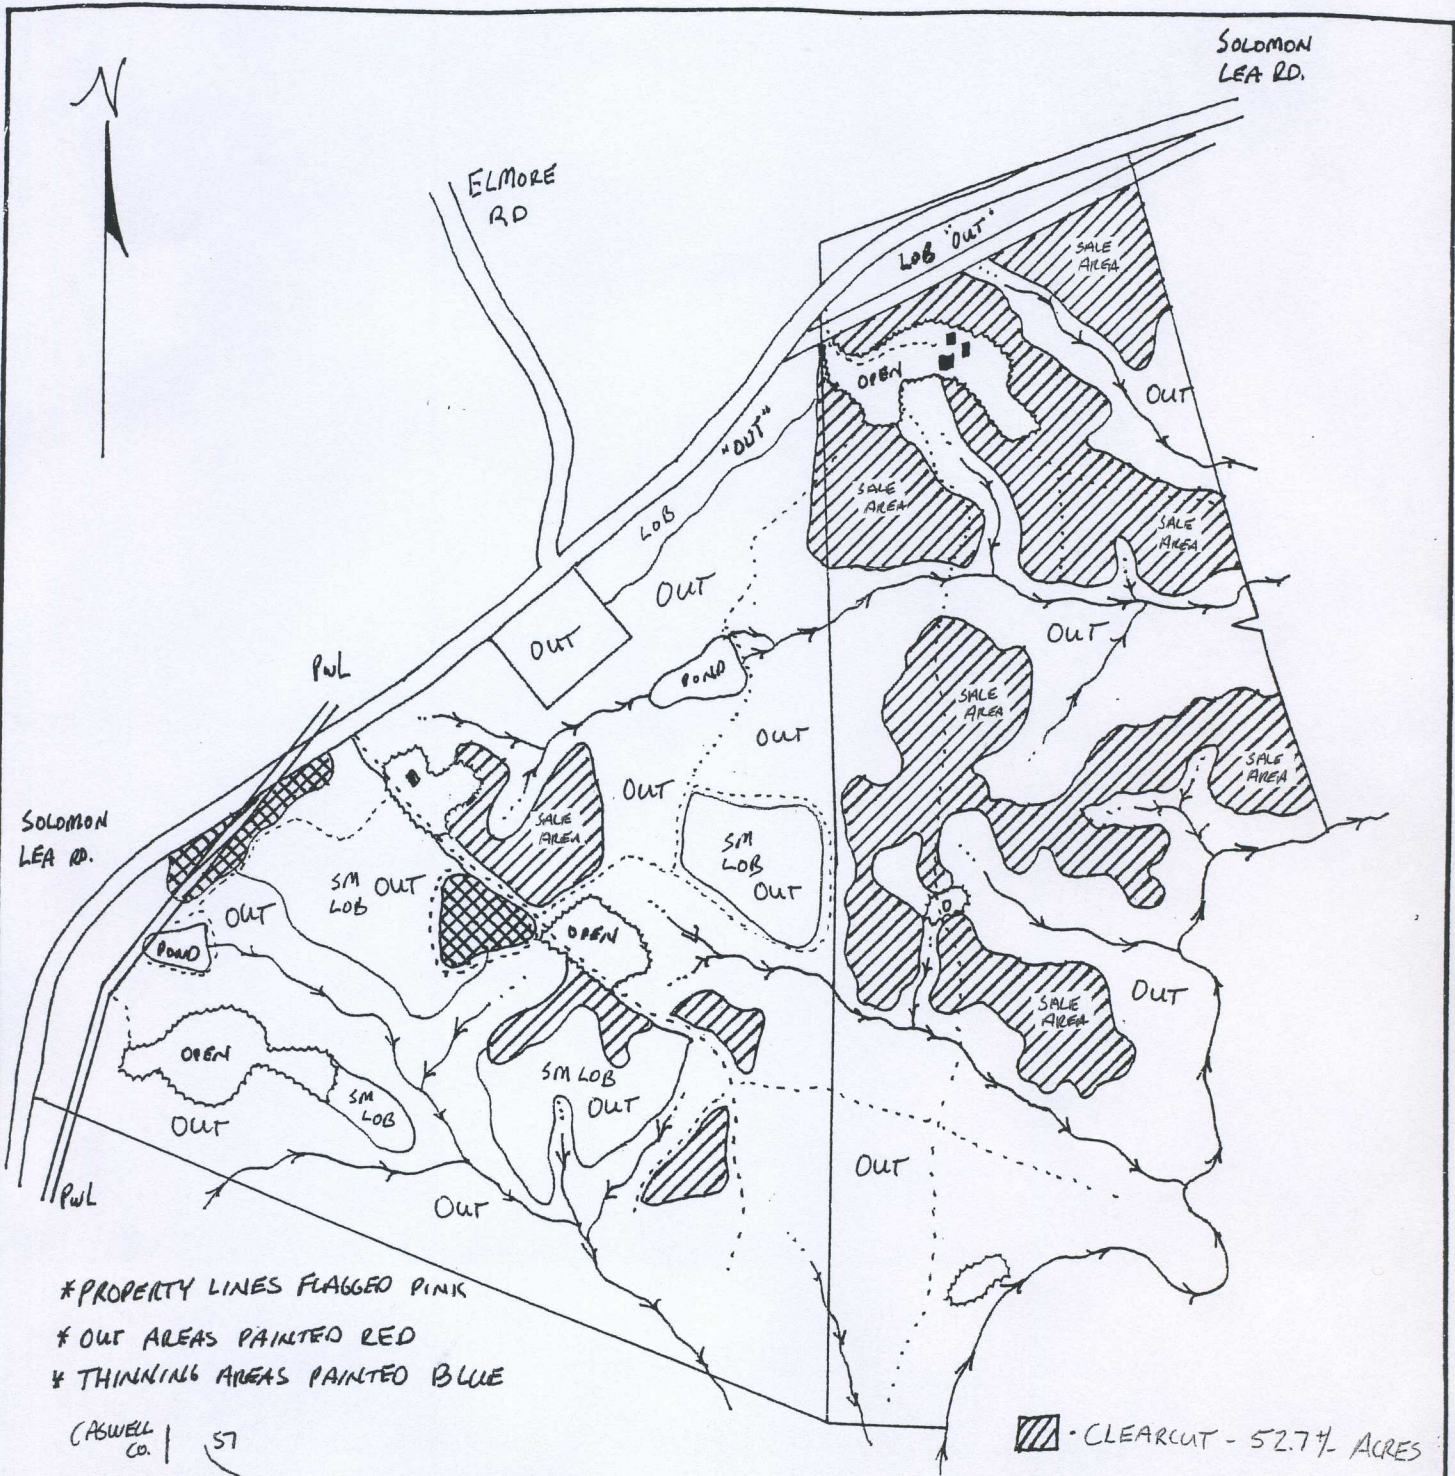 SOLOMON
LEA RD.
N
ELMORE
RD
LOB "OUT"
SALE
AREA
OPEN
OUT
"OUT"
SALE
AREA
LOB
SALE
AREA
OUT
OUT
OUT
PWL
POND
SALE
AREA
OUT
OUT
SALE
AREA
SOLOMON
LEA RD.
SALE
AREA
SM
LOB
OUT
SM
LOB
OUT
OUT
POND
OPEN
OUT
SALE
AREA
OPEN
SM LOB
OUT
SM
LOB
OUT
OUT
PWL
OUT
*PROPERTY LINES FLAGGED PINK
* OUT AREAS PAINTED RED
* THINNING AREAS PAINTED BLUE
CASWELL
CO.
57
- CLEARCUT - 52.7 +/- ACRES